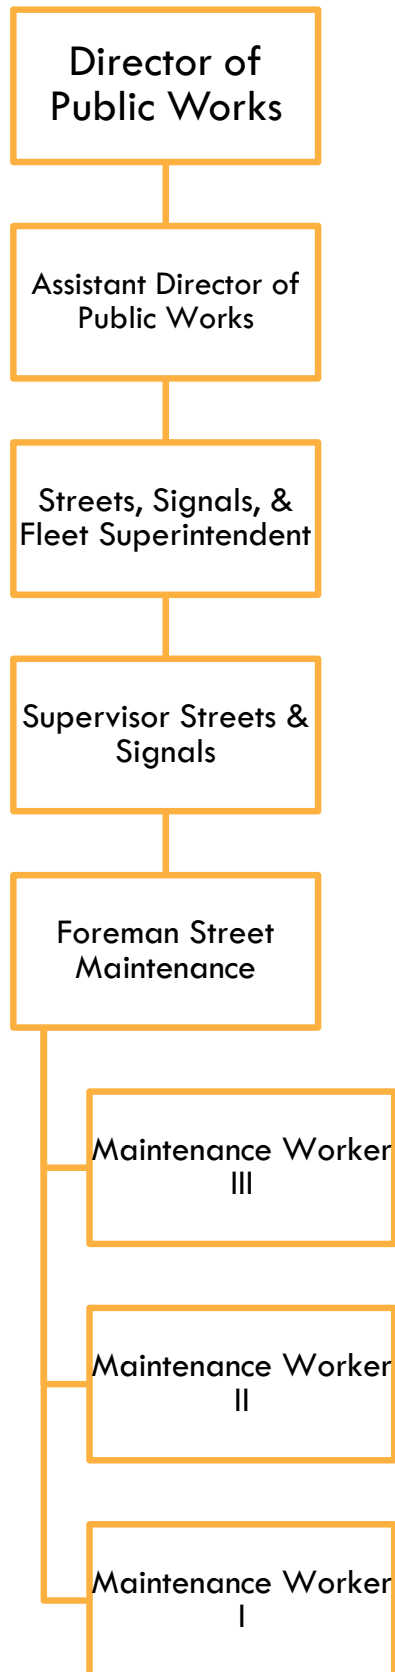 Director of
Public Works
Assistant Director of
Public Works
Streets, Signals, &
Fleet Superintendent
Supervisor Streets &
Signals
Foreman Street
Maintenance
Maintenance Worker
III
Maintenance Worker
II
Maintenance Worker
I